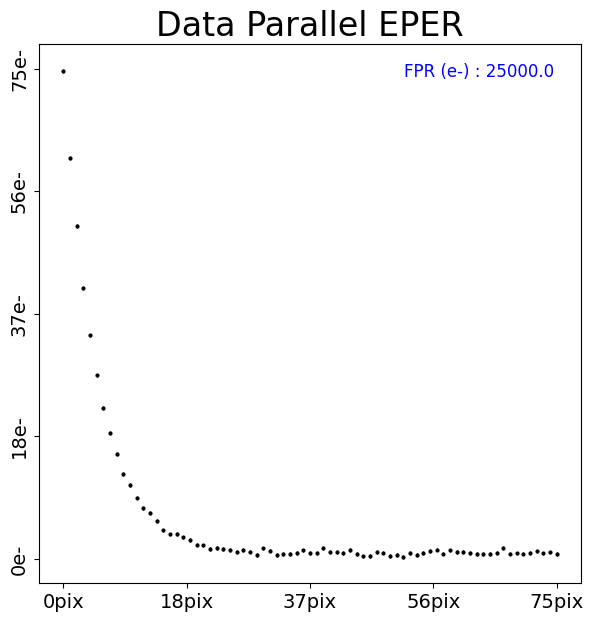 Data Parallel EPER
FPR (e-) : 25000.0
75e-
56e-
37e-
18e-
0e-
0pix 18pix 37pix 56pix 75pix